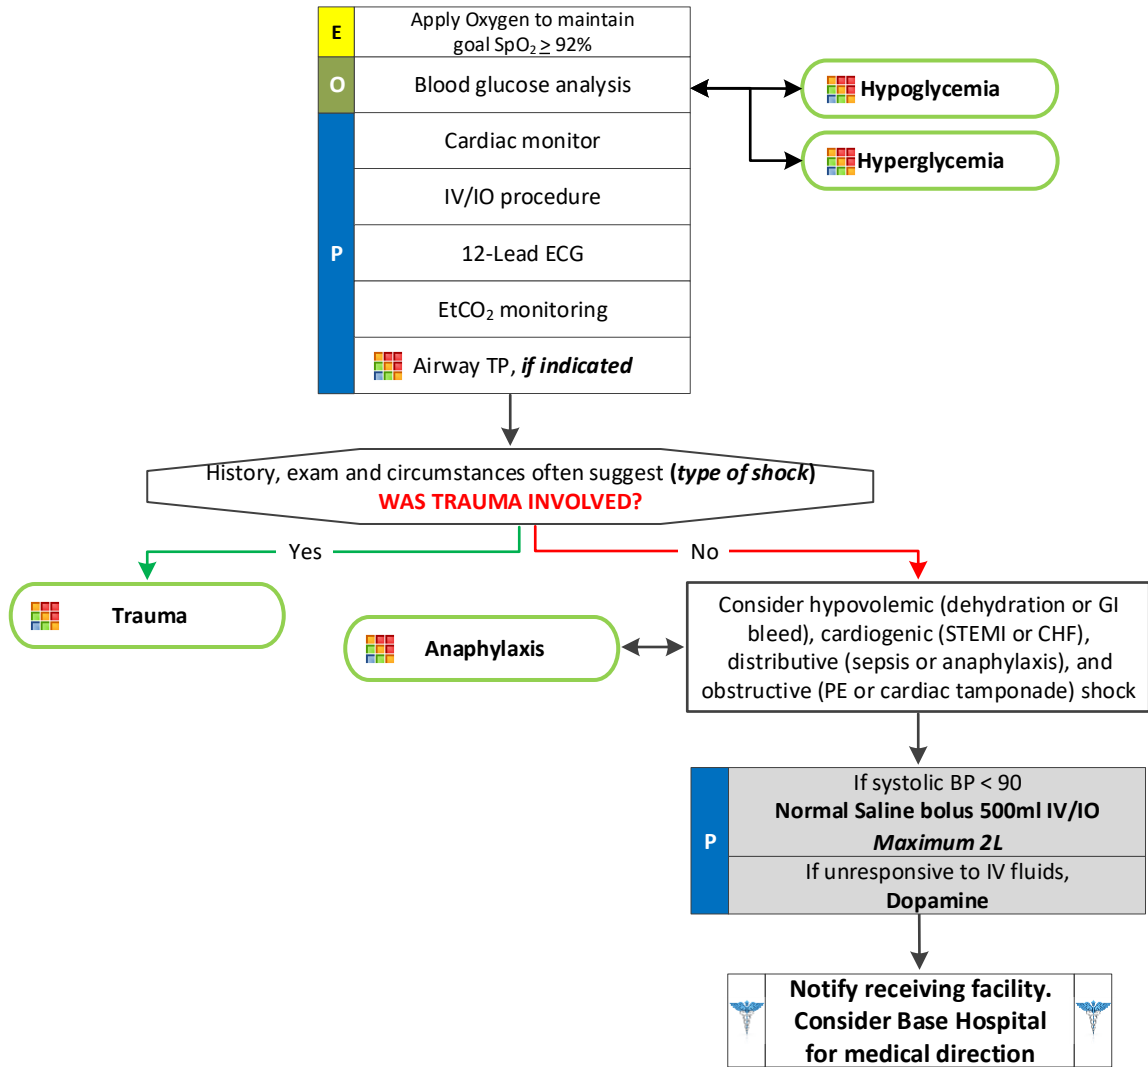 E
Apply Oxygen to maintain
goal SpO₂ ≥ 92%
O
Blood glucose analysis
Hypoglycemia
Hyperglycemia
P
Cardiac monitor
IV/IO procedure
12-Lead ECG
EtCO₂ monitoring
Airway TP, if indicated
History, exam and circumstances often suggest (type of shock)
WAS TRAUMA INVOLVED?
Yes
No
Trauma
Anaphylaxis
Consider hypovolemic (dehydration or GI
bleed), cardiogenic (STEMI or CHF),
distributive (sepsis or anaphylaxis), and
obstructive (PE or cardiac tamponade) shock
P
If systolic BP < 90
Normal Saline bolus 500ml IV/IO
Maximum 2L
If unresponsive to IV fluids,
Dopamine
Notify receiving facility.
Consider Base Hospital
for medical direction